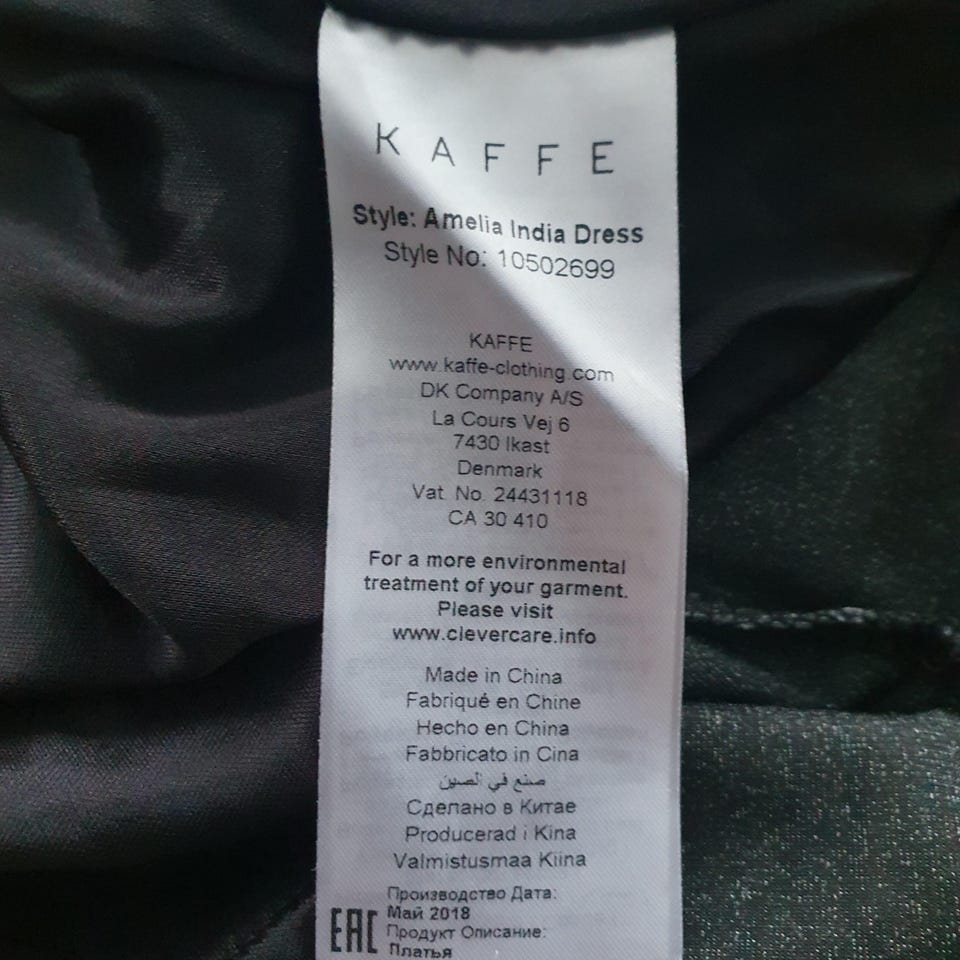 KAFFE
Style: Amelia India Dress
Style No: 10502699
KAFFE
www.kaffe-clothing.com
DK Company A/S
La Cours Vej 6
7430 Ikast
Denmark
Vat. No. 24431118
CA 30 410
For a more environmental
treatment of your garment.
Please visit
www.clevercare.info
Made in China
Fabriqué en Chine
Hecho en China
Fabbricato in Cina
صنع في الصين
Сделано в Китае
Producerad i Kina
Valmistusmaa Kiina
Производство Дата:
Май 2018
EAC
Продукт Описание:
Платья